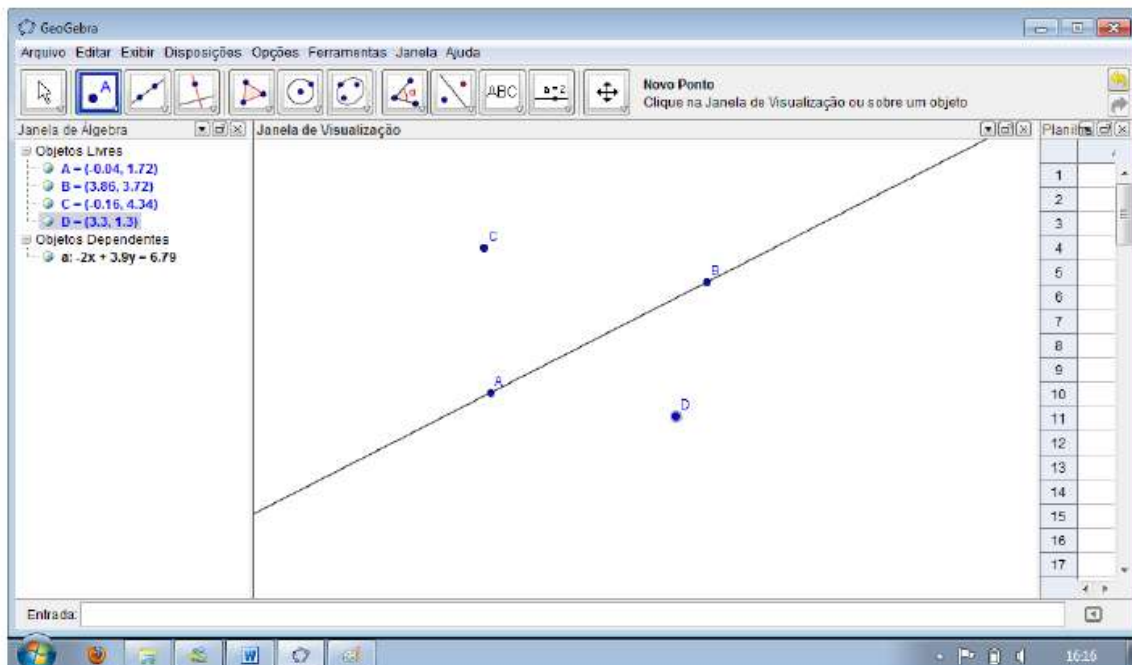 GeoGebra
Arquivo Editar Exibir Disposições Opções Ferramentas Janela Ajuda
A
ABC
a=2
Novo Ponto
Clique na Janela de Visualização ou sobre um objeto
Janela de Álgebra
Janela de Visualização
Objetos Livres
A = (-0.04, 1.72)
B = (3.86, 3.72)
C = (-0.16, 4.34)
D = (3.3, 1.3)
Objetos Dependentes
a: -2x + 3.9y = 6.79
C
B
A
D
1
2
3
4
5
6
7
8
9
10
11
12
13
14
15
16
17
Entrada:
16:16